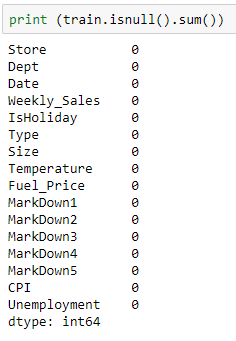 print (train.isnull().sum())
Store 0
Dept 0
Date 0
Weekly_Sales 0
IsHoliday 0
Type 0
Size 0
Temperature 0
Fuel_Price 0
MarkDown1 0
MarkDown2 0
MarkDown3 0
MarkDown4 0
MarkDown5 0
CPI 0
Unemployment 0
dtype: int64